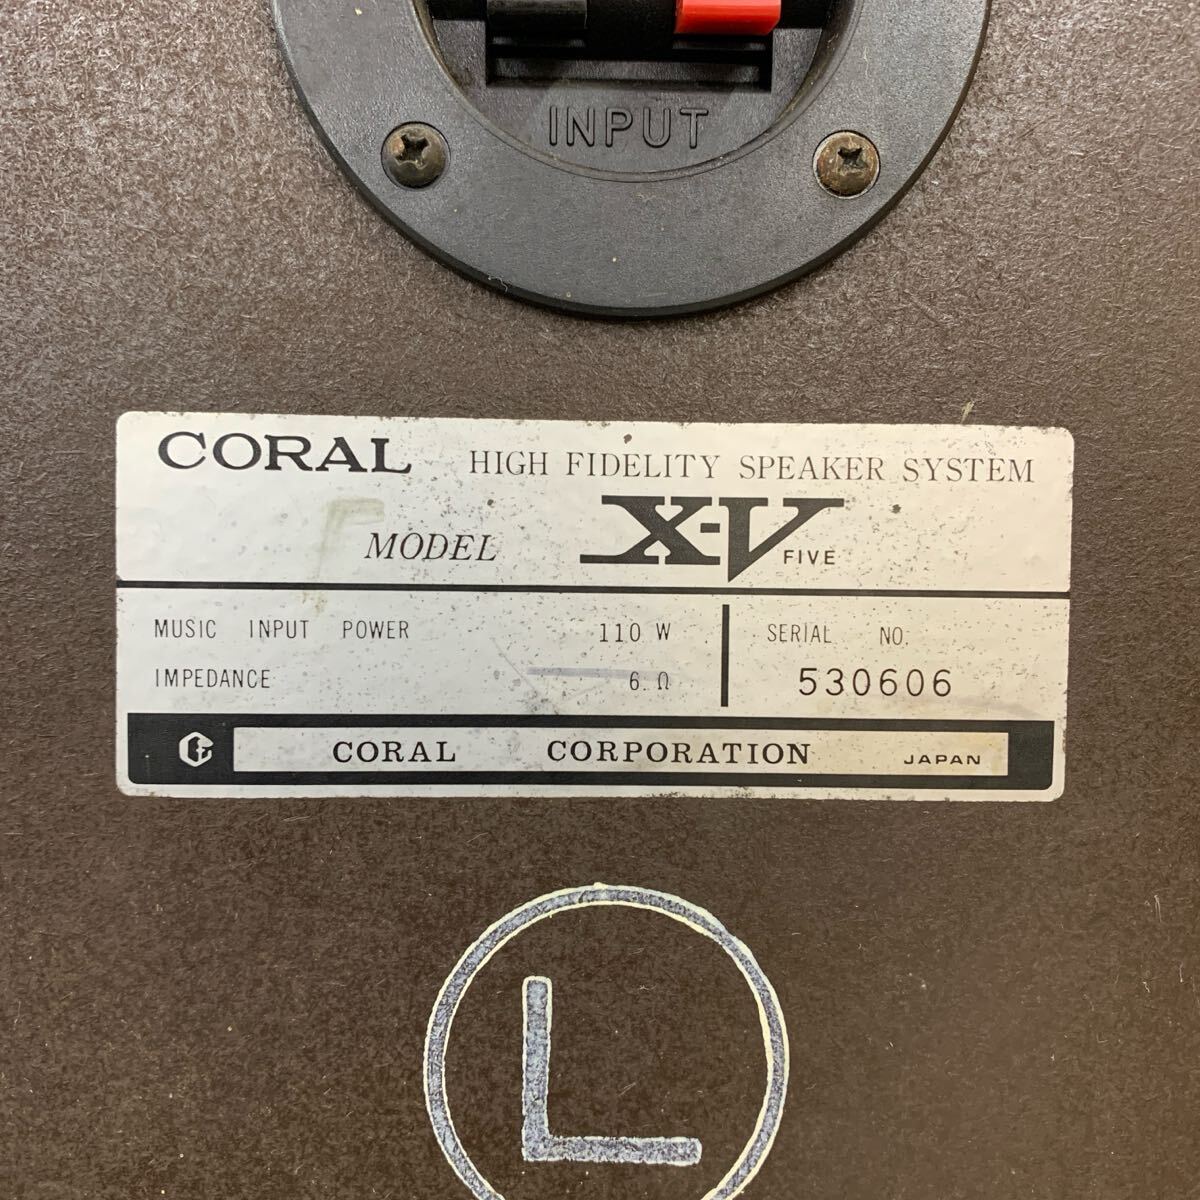 INPUT
CORAL HIGH FIDELITY SPEAKER SYSTEM
MODEL X-V FIVE
MUSIC INPUT POWER 110 W
IMPEDANCE 6 Ω
SERIAL NO.
530606
CORAL CORPORATION JAPAN
L